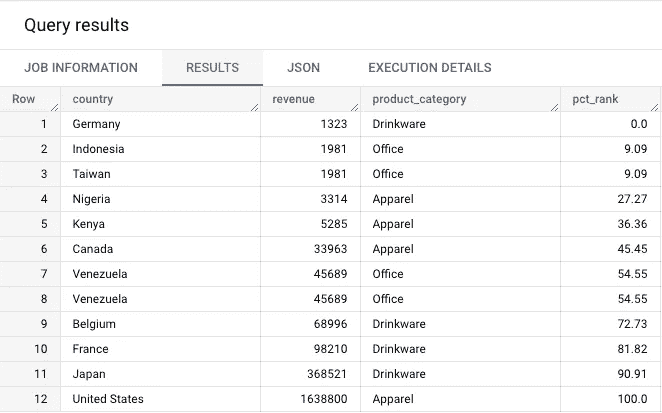 Query results
JOB INFORMATION RESULTS JSON EXECUTION DETAILS
Row country revenue product_category pct_rank
1 Germany 1323 Drinkware 0.0
2 Indonesia 1981 Office 9.09
3 Taiwan 1981 Office 9.09
4 Nigeria 3314 Apparel 27.27
5 Kenya 5285 Apparel 36.36
6 Canada 33963 Apparel 45.45
7 Venezuela 45689 Office 54.55
8 Venezuela 45689 Office 54.55
9 Belgium 68996 Drinkware 72.73
10 France 98210 Drinkware 81.82
11 Japan 368521 Drinkware 90.91
12 United States 1638800 Apparel 100.0